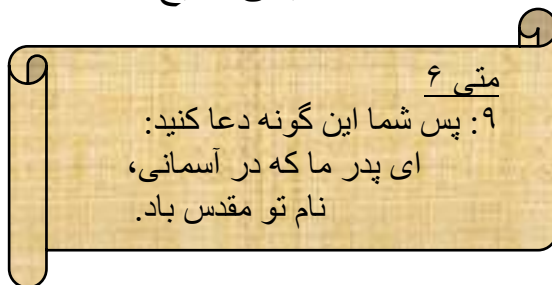 متی ۶
۹: پس شما این گونه دعا کنید:
ای پدر ما که در آسمانی،
نام تو مقدس باد.